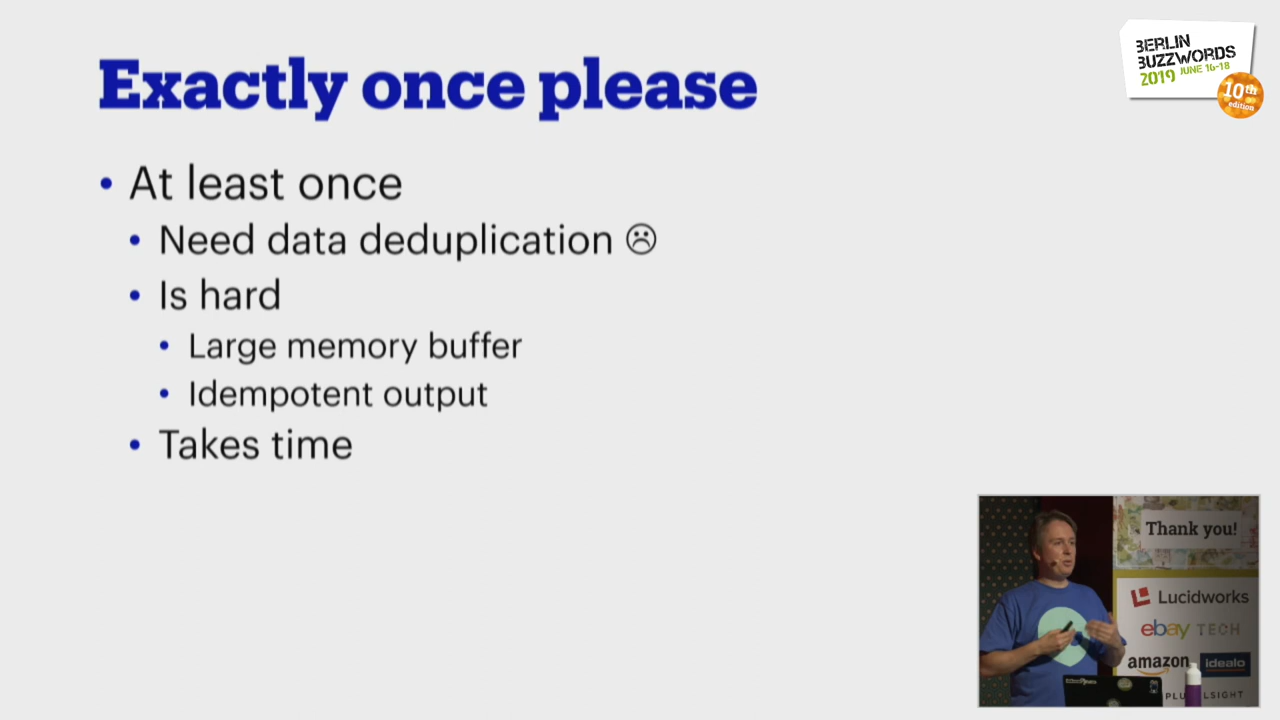 Exactly once please
• At least once
• Need data deduplication ☹
• Is hard
• Large memory buffer
• Idempotent output
• Takes time
BERLIN
BUZZWORDS
2019 JUNE 16-18
10th
edition
Thank you!
Lucidworks
ebay TECH
amazon idealo